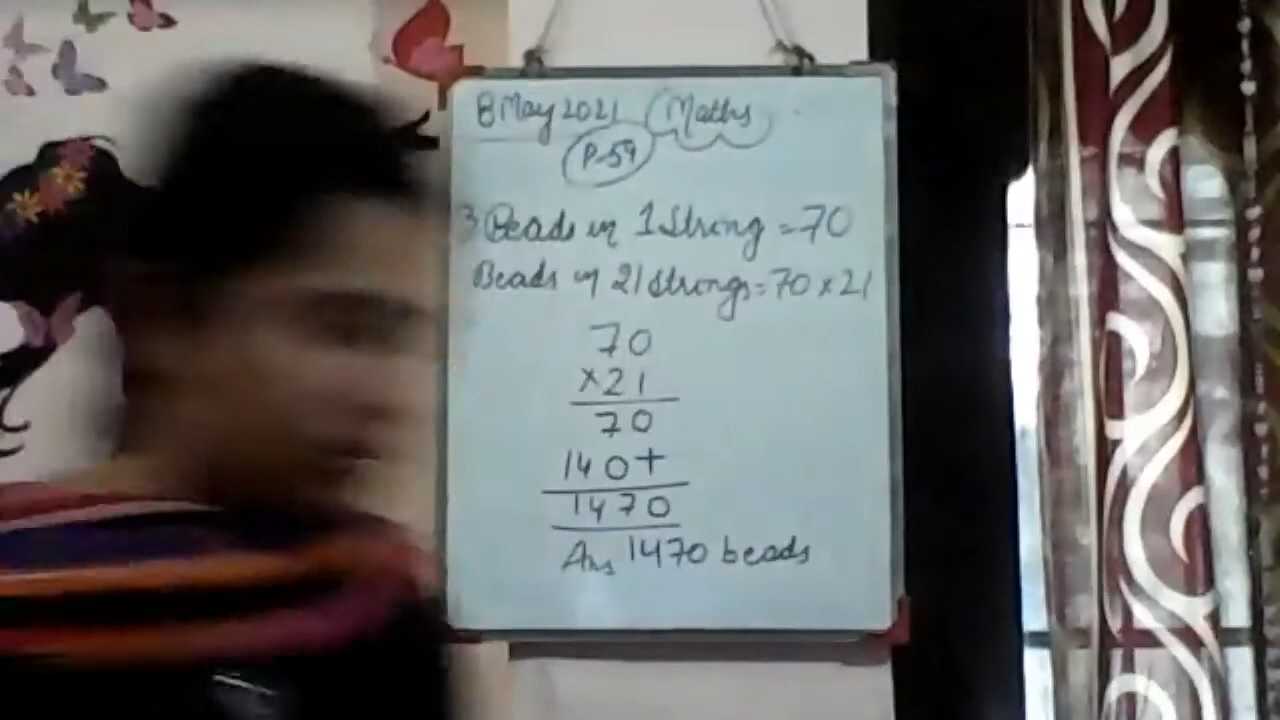 8 May 2021 Maths
P-59
3 Beads in 1 String = 70
Beads in 21 strings = 70 × 21
70
×21
70
140+
1470
Ans 1470 beads